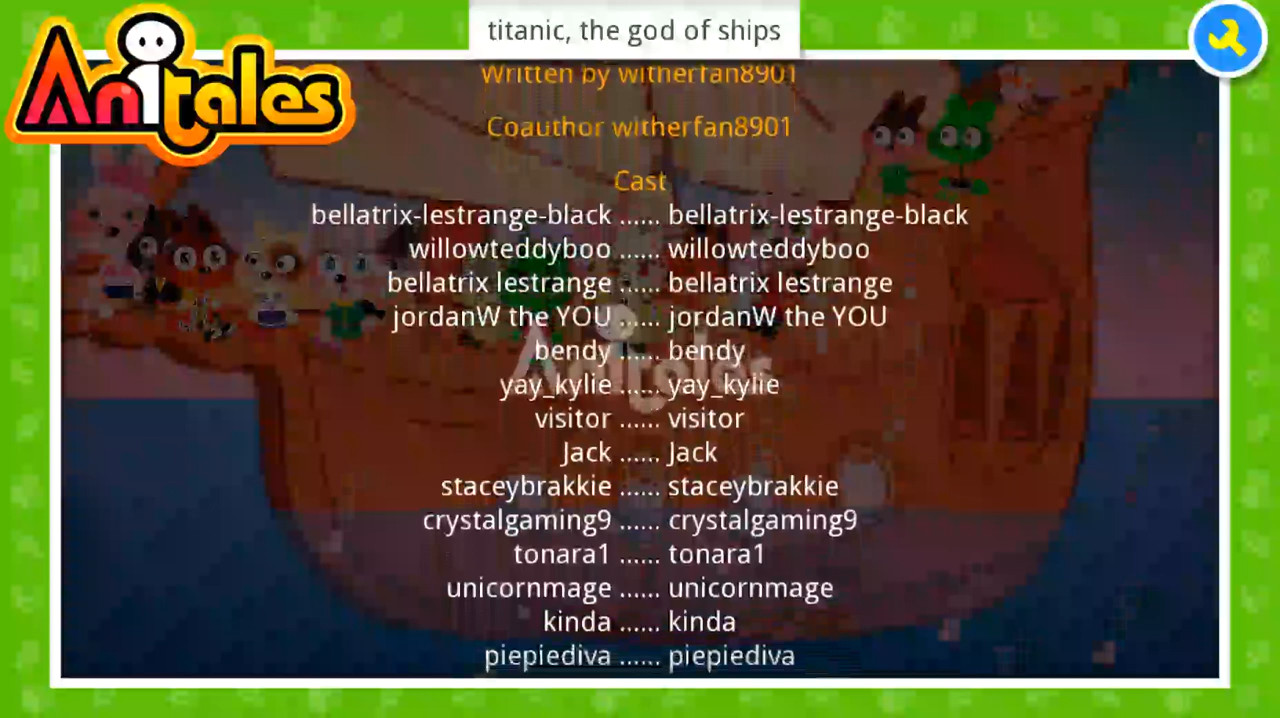 titanic, the god of ships
Anitales
Written by witherfan8901
Coauthor witherfan8901
Cast
bellatrix-lestrange-black ...... bellatrix-lestrange-black
willowteddyboo ...... willowteddyboo
bellatrix lestrange ...... bellatrix lestrange
jordanW the YOU ...... jordanW the YOU
bendy ...... bendy
Anitales
yay_kylie ...... yay_kylie
visitor ...... visitor
Jack ...... Jack
staceybrakkie ...... staceybrakkie
crystalgaming9 ...... crystalgaming9
tonara1 ...... tonara1
unicornmage ...... unicornmage
kinda ...... kinda
piepiediva ...... piepiediva